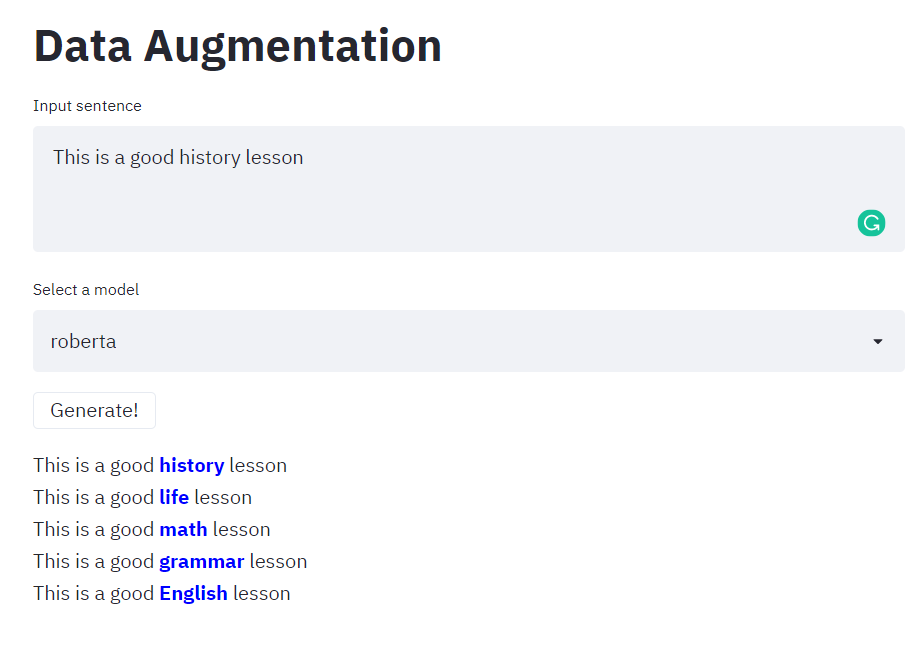 Data Augmentation
Input sentence
This is a good history lesson
Select a model
roberta
Generate!
This is a good history lesson
This is a good life lesson
This is a good math lesson
This is a good grammar lesson
This is a good English lesson